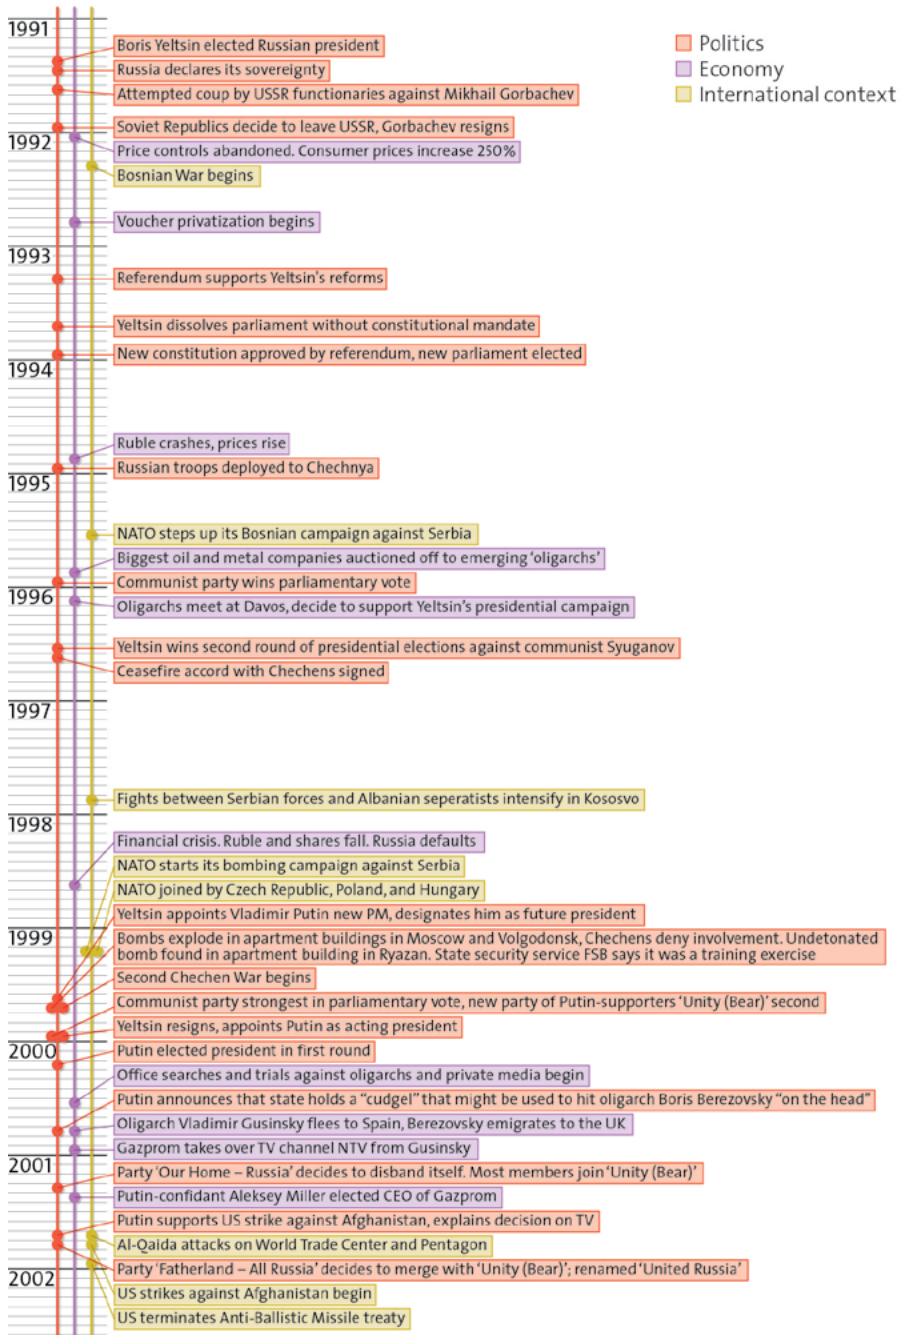 1991
Boris Yeltsin elected Russian president
Politics
Russia declares its sovereignty
Economy
Attempted coup by USSR functionaries against Mikhail Gorbachev
International context
Soviet Republics decide to leave USSR, Gorbachev resigns
1992
Price controls abandoned. Consumer prices increase 250%
Bosnian War begins
Voucher privatization begins
1993
Referendum supports Yeltsin's reforms
Yeltsin dissolves parliament without constitutional mandate
New constitution approved by referendum, new parliament elected
1994
Ruble crashes, prices rise
Russian troops deployed to Chechnya
1995
NATO steps up its Bosnian campaign against Serbia
Biggest oil and metal companies auctioned off to emerging 'oligarchs'
Communist party wins parliamentary vote
1996
Oligarchs meet at Davos, decide to support Yeltsin's presidential campaign
Yeltsin wins second round of presidential elections against communist Syuganov
Ceasefire accord with Chechens signed
1997
Fights between Serbian forces and Albanian seperatists intensify in Kososvo
1998
Financial crisis. Ruble and shares fall. Russia defaults
NATO starts its bombing campaign against Serbia
NATO joined by Czech Republic, Poland, and Hungary
Yeltsin appoints Vladimir Putin new PM, designates him as future president
1999
Bombs explode in apartment buildings in Moscow and Volgodonsk, Chechens deny involvement. Undetonated
bomb found in apartment building in Ryazan. State security service FSB says it was a training exercise
Second Chechen War begins
Communist party strongest in parliamentary vote, new party of Putin-supporters 'Unity (Bear)' second
Yeltsin resigns, appoints Putin as acting president
2000
Putin elected president in first round
Office searches and trials against oligarchs and private media begin
Putin announces that state holds a "cudgel" that might be used to hit oligarch Boris Berezovsky "on the head"
Oligarch Vladimir Gusinsky flees to Spain, Berezovsky emigrates to the UK
Gazprom takes over TV channel NTV from Gusinsky
2001
Party 'Our Home – Russia' decides to disband itself. Most members join 'Unity (Bear)'
Putin-confidant Aleksey Miller elected CEO of Gazprom
Putin supports US strike against Afghanistan, explains decision on TV
Al-Qaida attacks on World Trade Center and Pentagon
Party 'Fatherland – All Russia' decides to merge with 'Unity (Bear)'; renamed 'United Russia'
2002
US strikes against Afghanistan begin
US terminates Anti-Ballistic Missile treaty